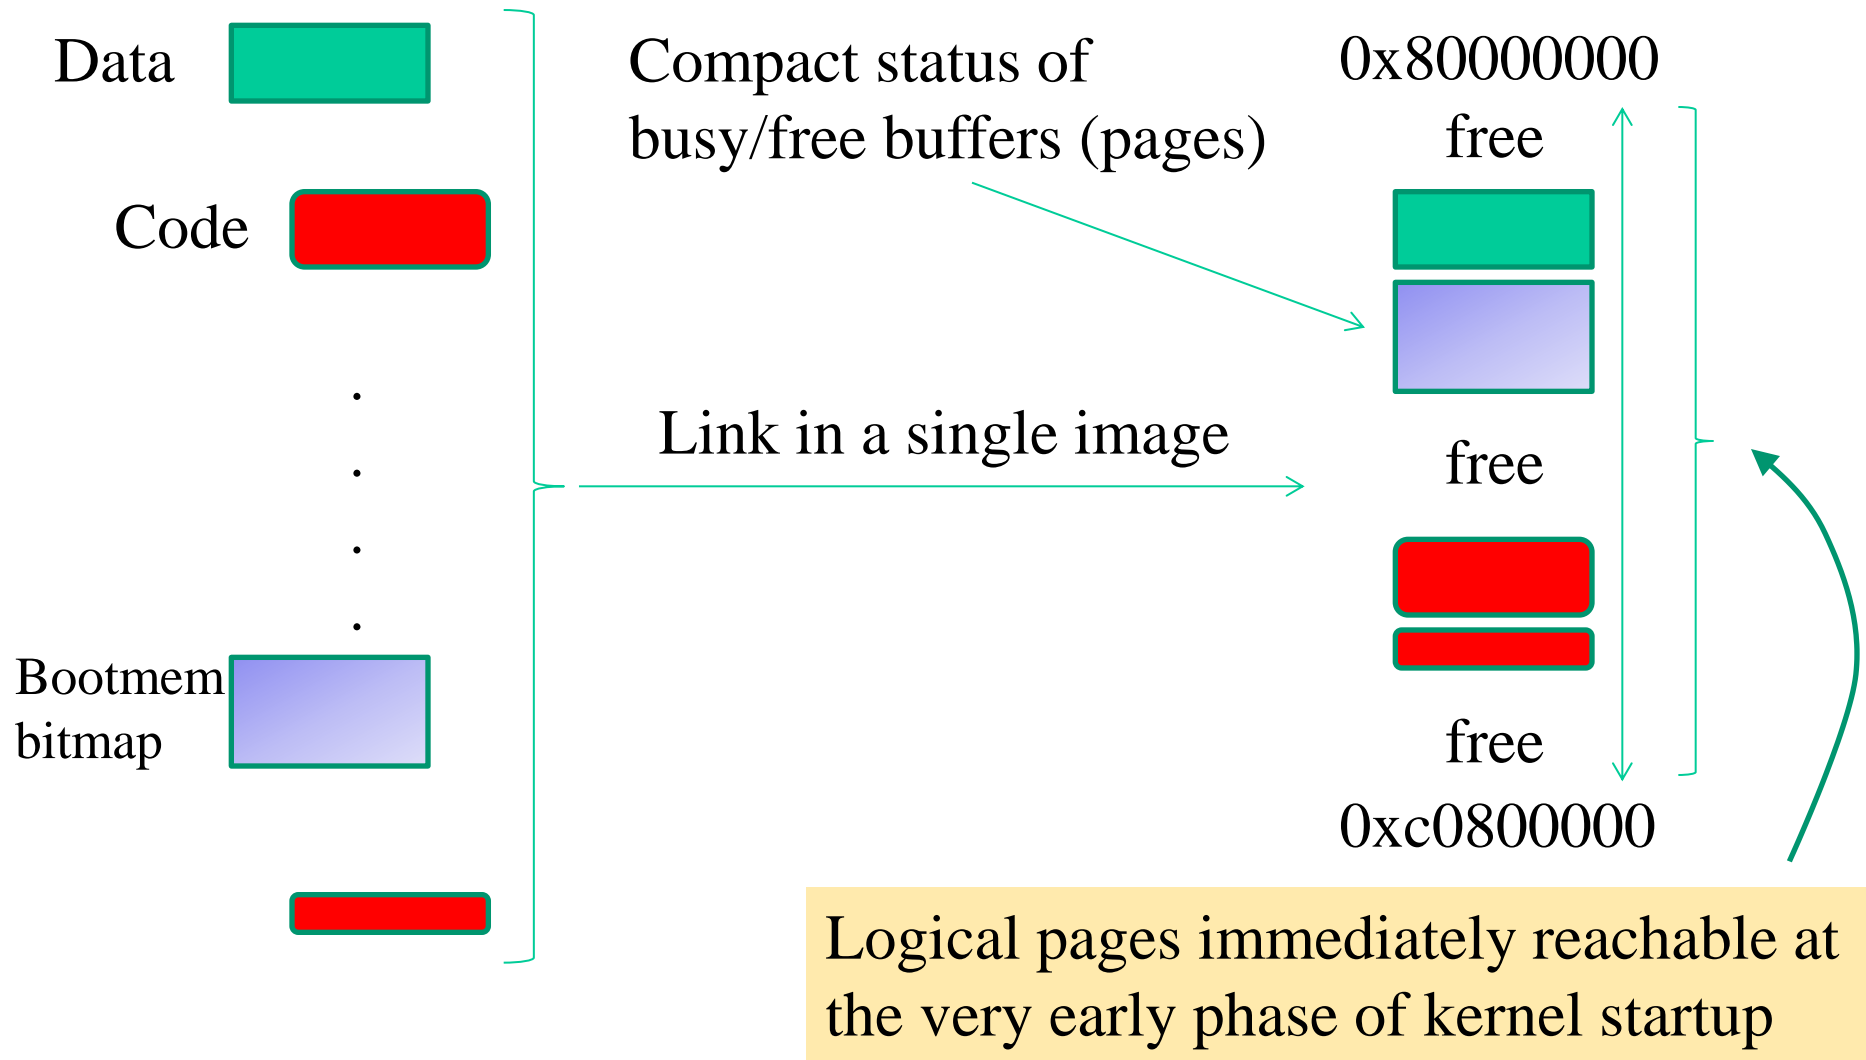 Data
Code
.
.
.
.
Bootmem
bitmap
Compact status of
busy/free buffers (pages)
Link in a single image
0x80000000
free
free
free
0xc0800000
Logical pages immediately reachable at
the very early phase of kernel startup